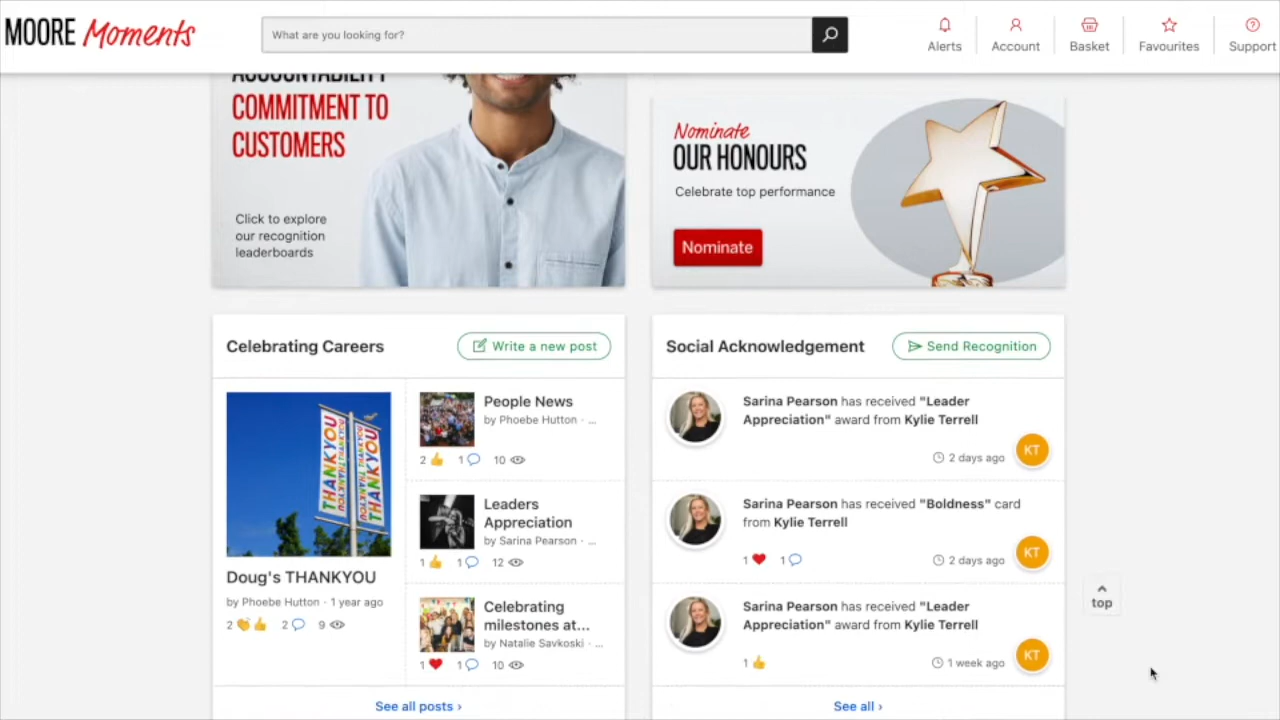 MOORE Moments
What are you looking for?
Alerts
Account
Basket
Favourites
Support
ACCOUNTABILITY
COMMITMENT TO
CUSTOMERS
Click to explore
our recognition
leaderboards
Nominate
OUR HONOURS
Celebrate top performance
Nominate
Celebrating Careers
Write a new post
THANKYOU
THANKYOU
THANKYOU
THANKYOU
Doug's THANKYOU
by Phoebe Hutton · 1 year ago
2 2 9
People News
by Phoebe Hutton · ...
2 1 10
Leaders
Appreciation
by Sarina Pearson · ...
1 1 12
Celebrating
milestones at...
by Natalie Savkoski · ...
1 1 10
See all posts ›
Social Acknowledgement
Send Recognition
Sarina Pearson has received "Leader
Appreciation" award from Kylie Terrell
2 days ago
KT
Sarina Pearson has received "Boldness" card
from Kylie Terrell
1 1
2 days ago
KT
Sarina Pearson has received "Leader
Appreciation" award from Kylie Terrell
1
1 week ago
KT
See all ›
top